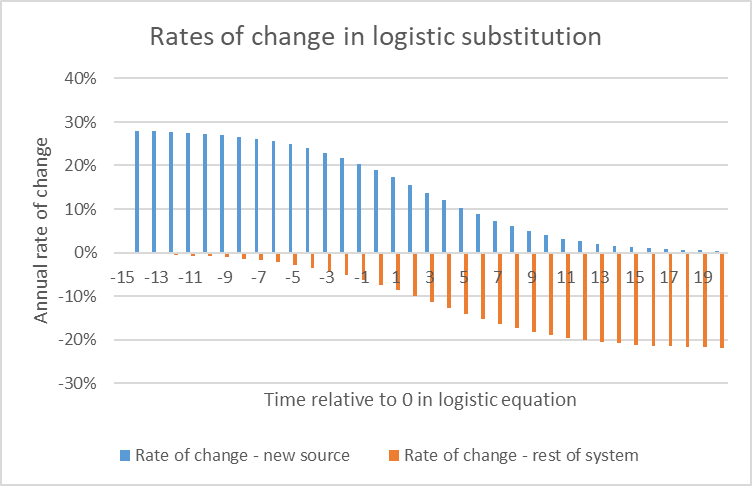 Rates of change in logistic substitution
40%
30%
20%
10%
0%
-10%
-20%
-30%
Annual rate of change
-15 -13 -11 -9 -7 -5 -3 -1 1 3 5 7 9 11 13 15 17 19
Time relative to 0 in logistic equation
Rate of change - new source Rate of change - rest of system